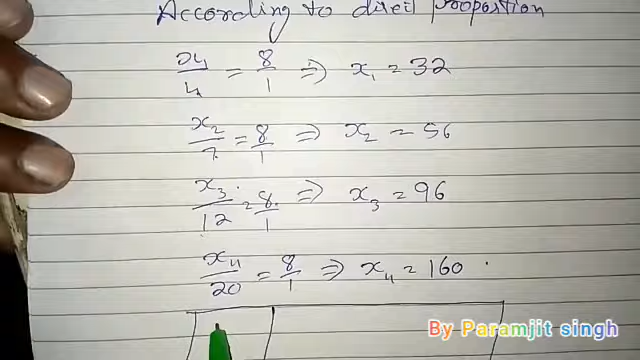 According to direct proportion
x₁/4 = 8/1 ⇒ x₁ = 32
x₂/7 = 8/1 ⇒ x₂ = 56
x₃/12 = 8/1 ⇒ x₃ = 96
x₄/20 = 8/1 ⇒ x₄ = 160
By Paramjit singh